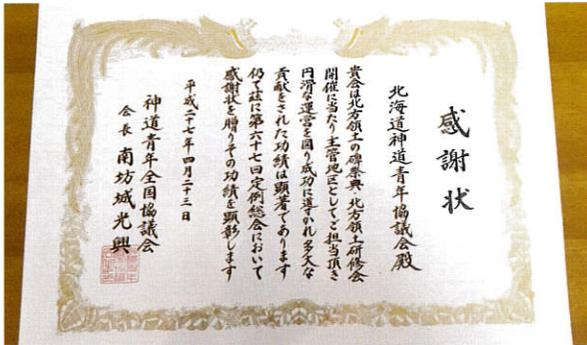 感謝状
北海道神道青年協議会殿
貴会は北方領土の碑祭典・北方領土研修会
開催に当たり主管地区としてご担当頂き
円滑な運営を図り成功に導かれ多大な
貢献をされた功績は顕著であります
仍て茲に第六十七回定例総会において
感謝状を贈りその功績を顕彰します
平成二十七年四月二十三日
神道青年全国協議会
会長 南坊城光興